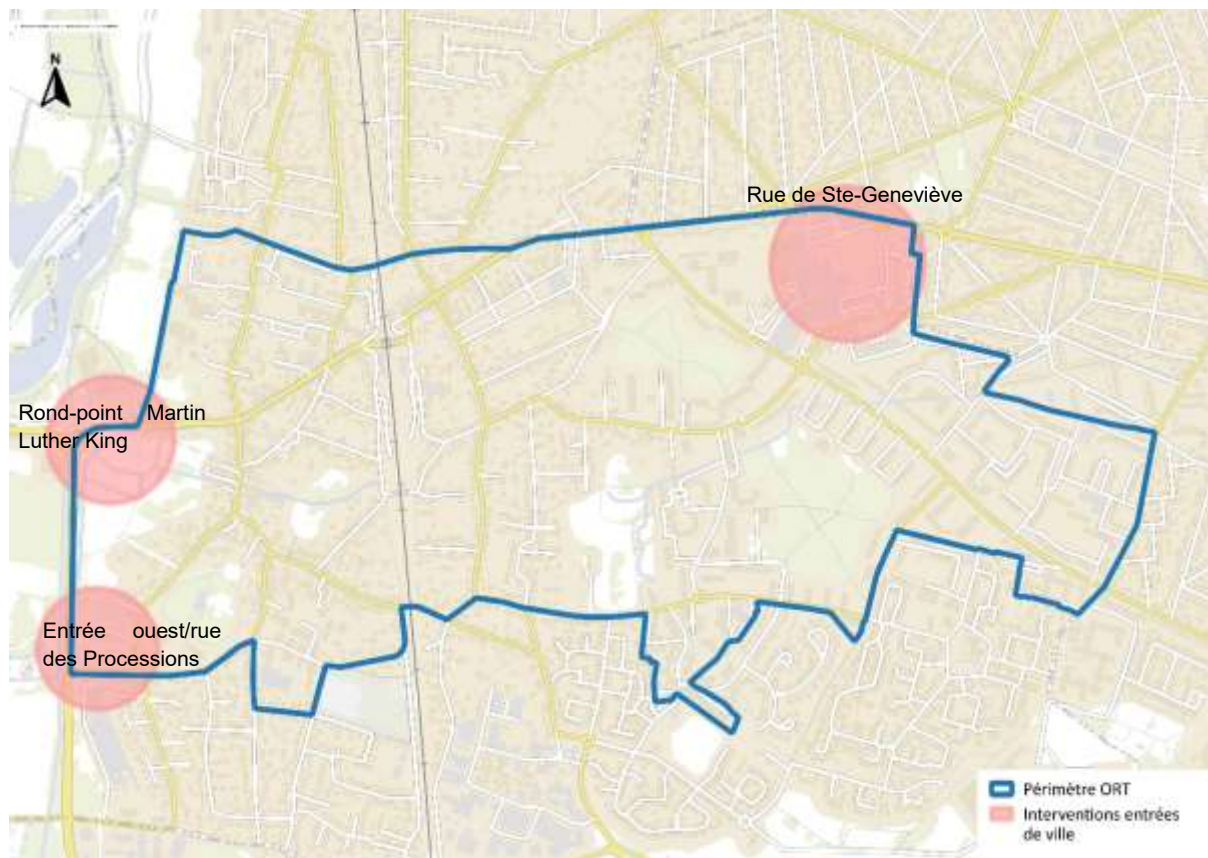 N
Rue de Ste-Geneviève
Rond-point Martin
Luther King
Entrée ouest/rue
des Processions
Périmètre ORT
Interventions entrées
de ville